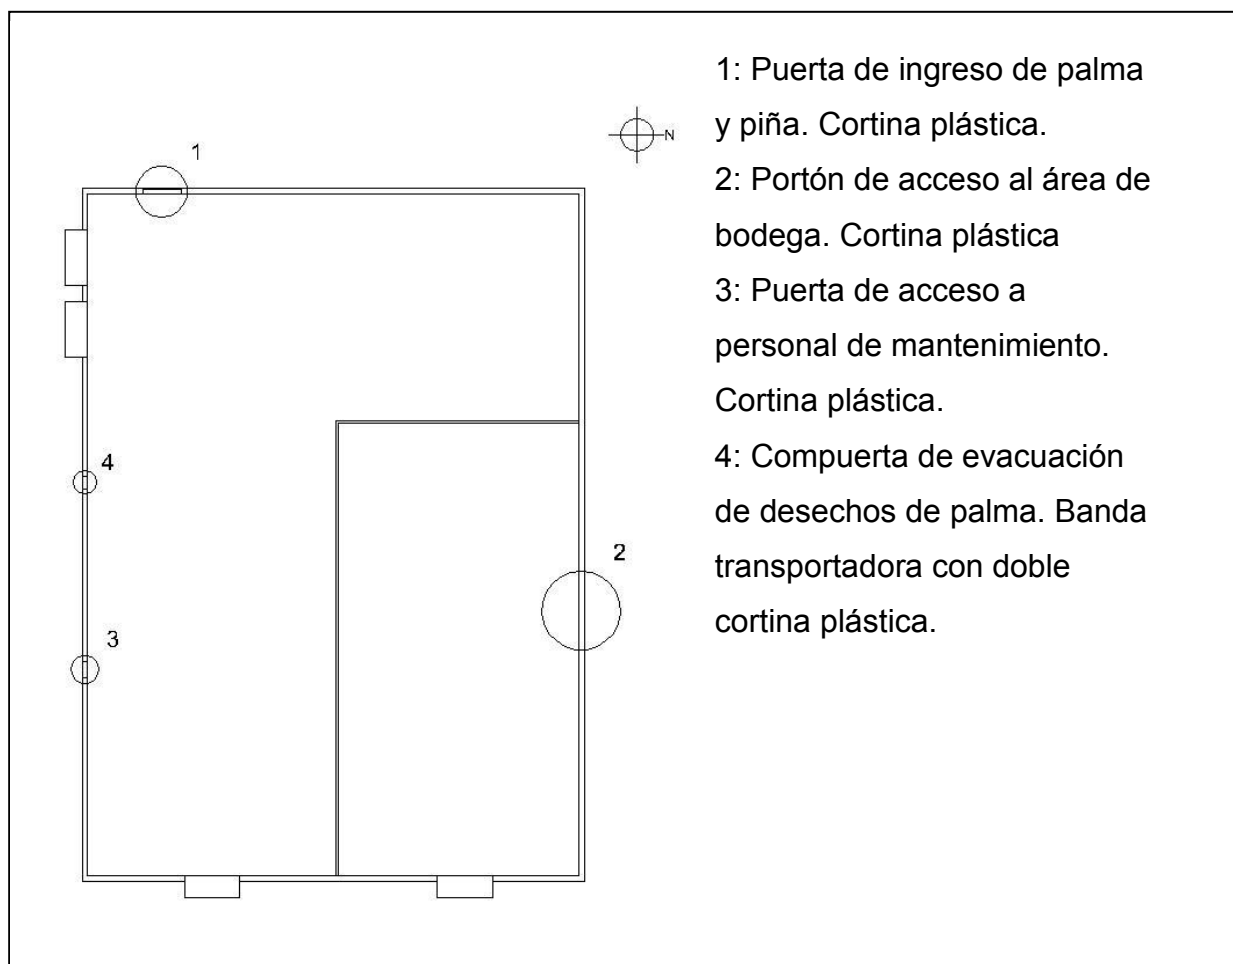 1
N
4
2
3
1: Puerta de ingreso de palma
y piña. Cortina plástica.
2: Portón de acceso al área de
bodega. Cortina plástica
3: Puerta de acceso a
personal de mantenimiento.
Cortina plástica.
4: Compuerta de evacuación
de desechos de palma. Banda
transportadora con doble
cortina plástica.